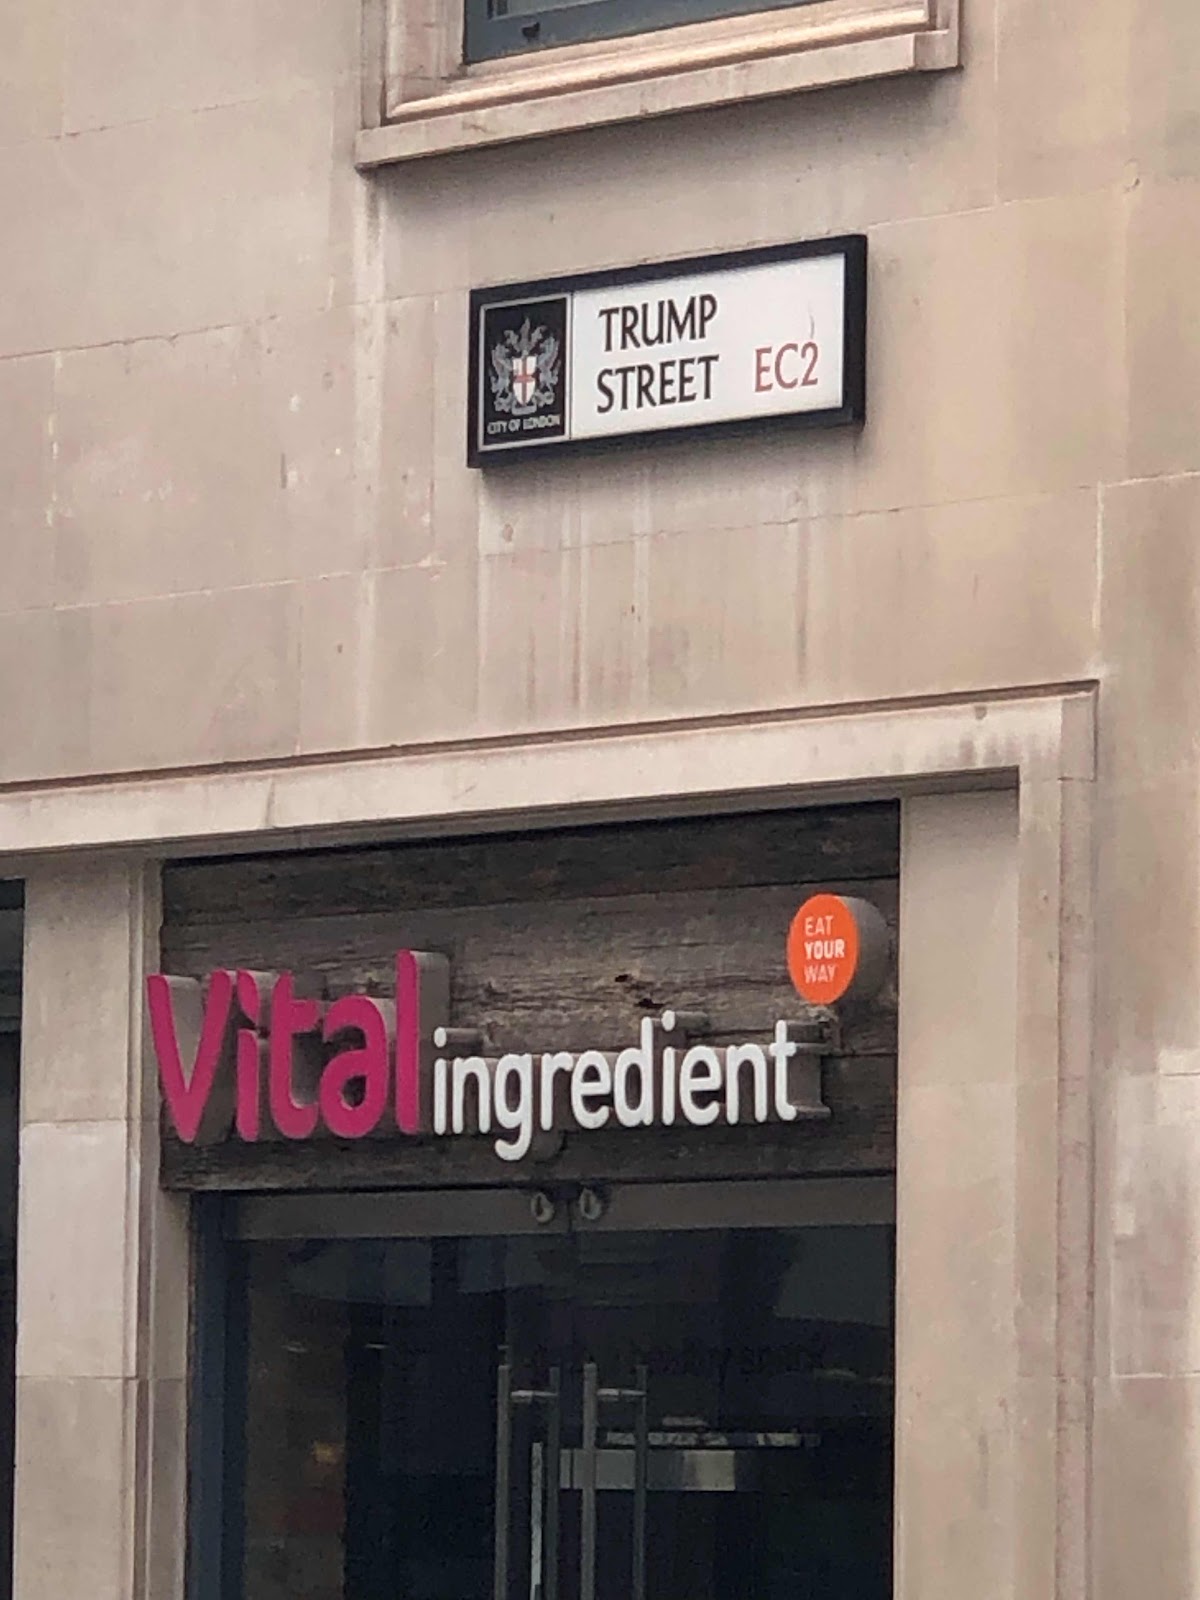 TRUMP
STREET EC2
CITY OF LONDON
EAT
YOUR
WAY
Vital ingredient